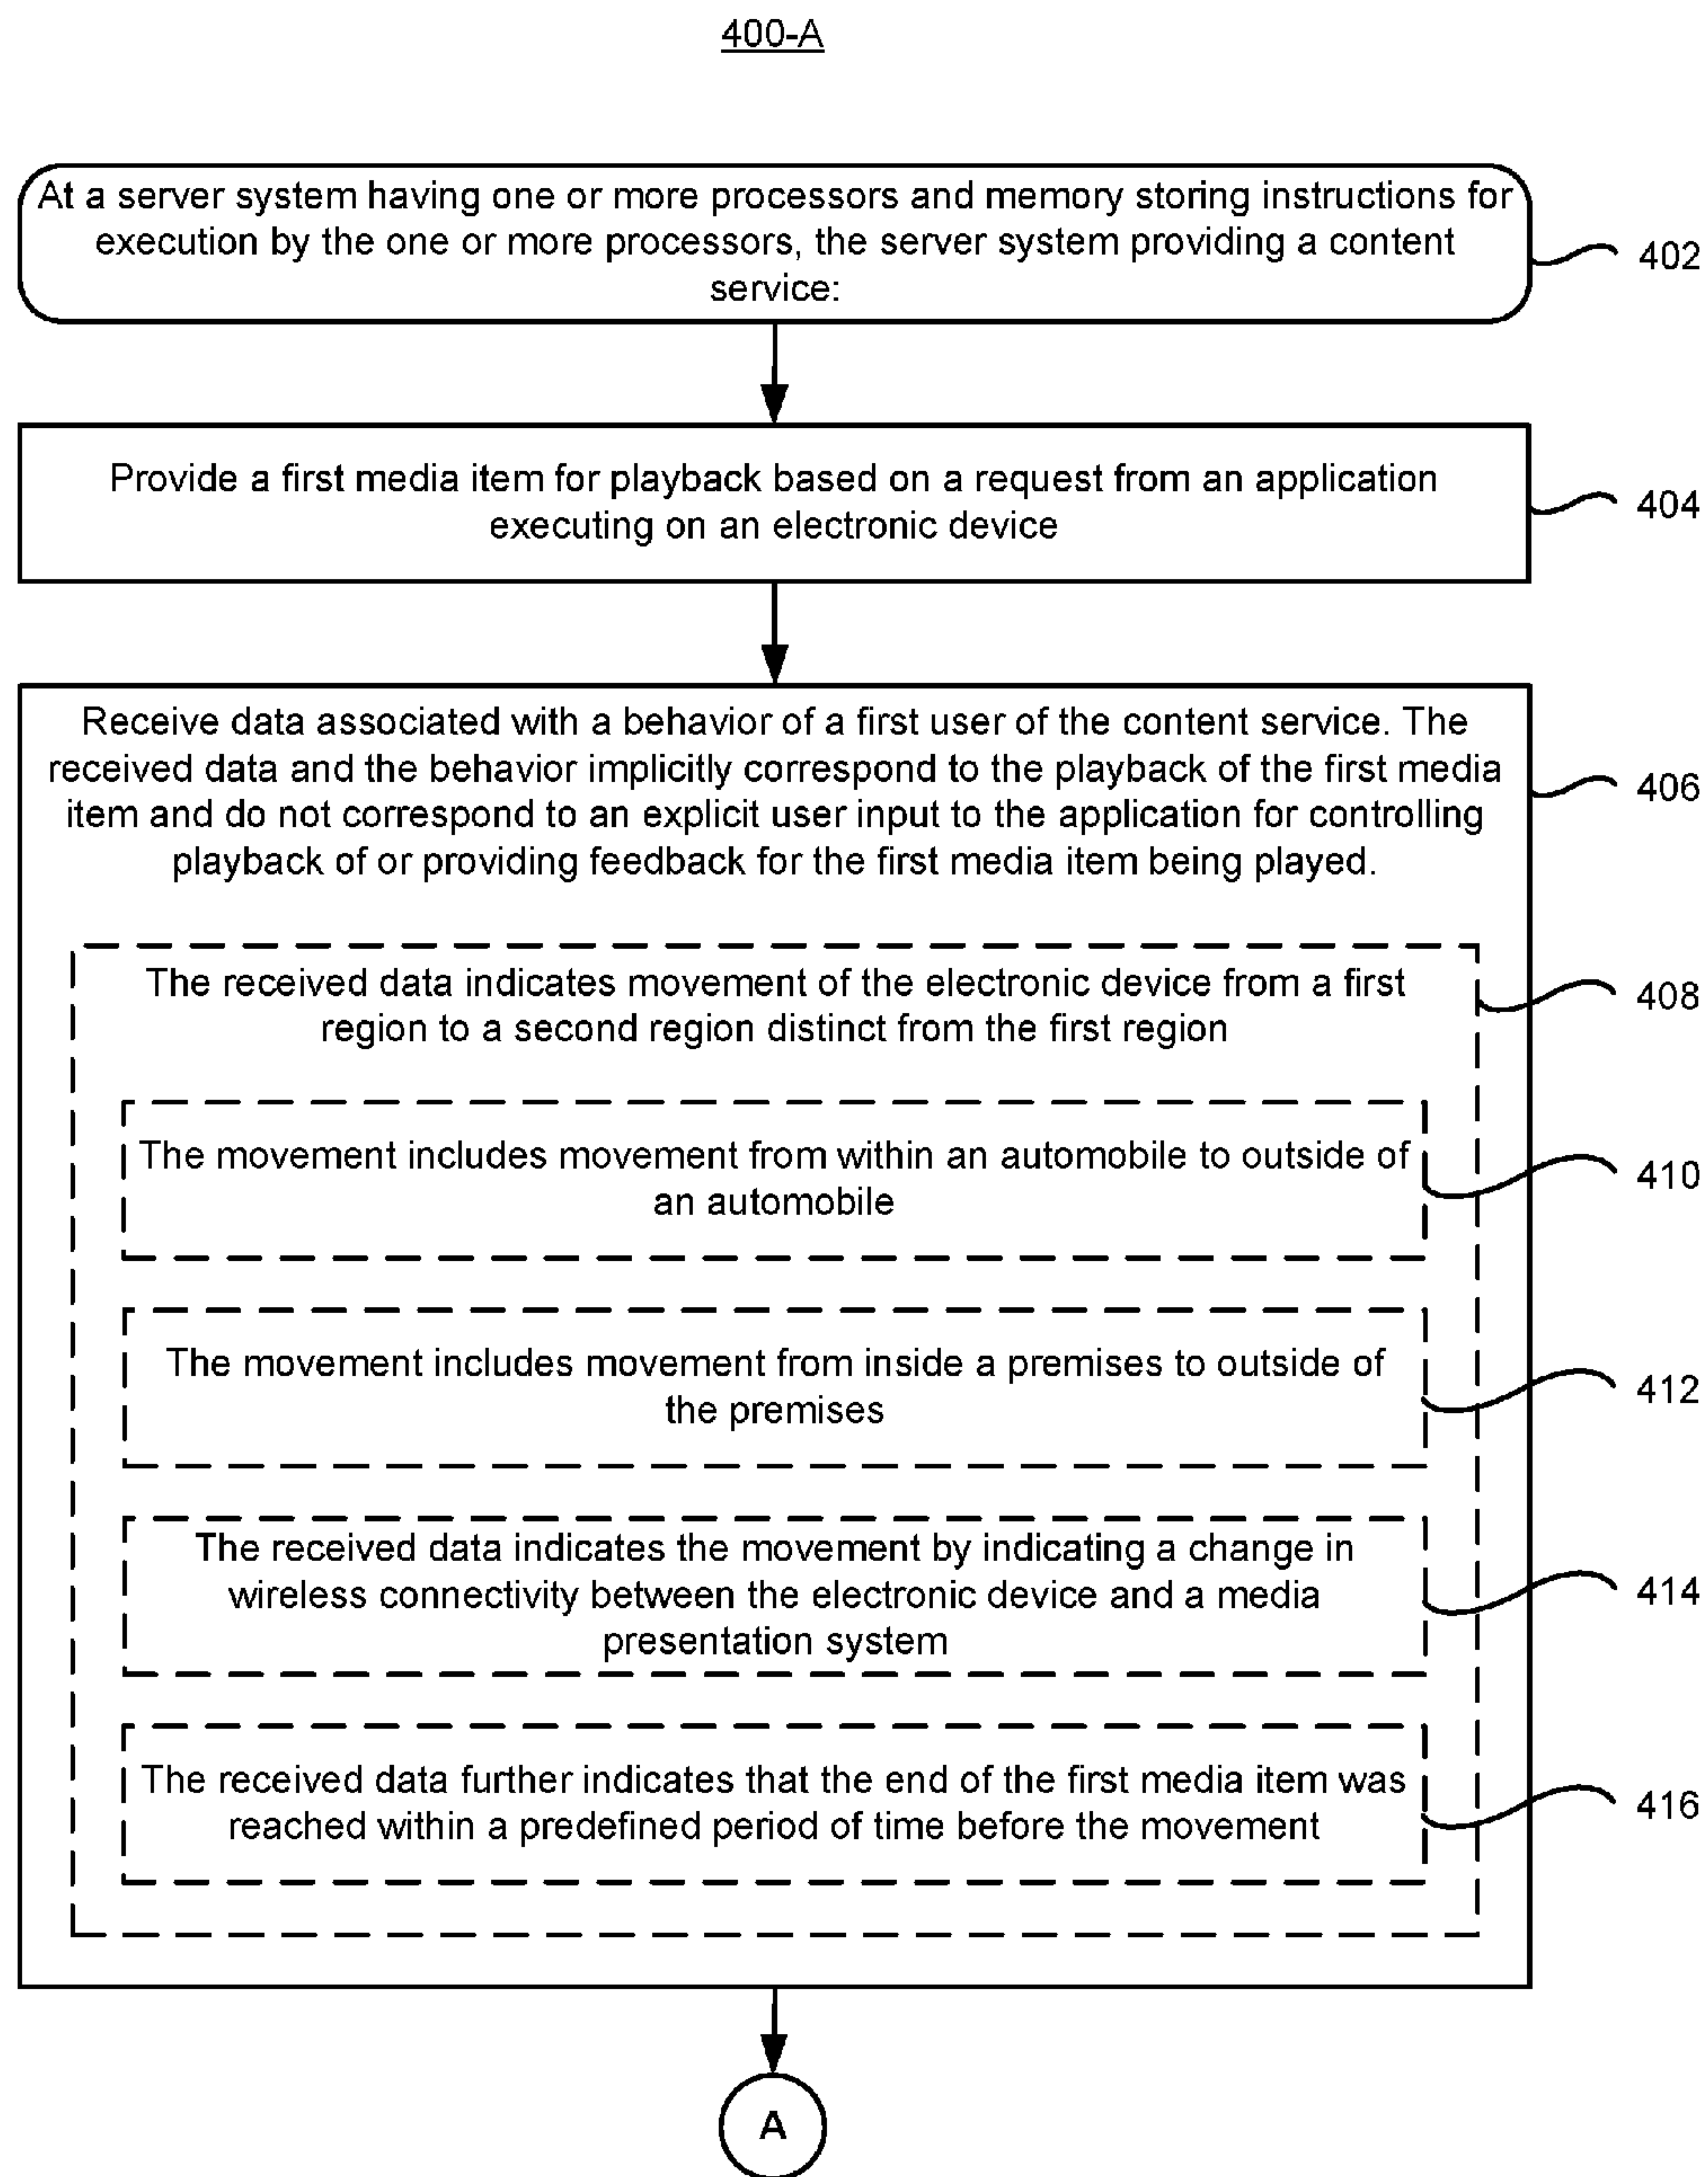 400-A
At a server system having one or more processors and memory storing instructions for
execution by the one or more processors, the server system providing a content
service:
402
Provide a first media item for playback based on a request from an application
executing on an electronic device
404
Receive data associated with a behavior of a first user of the content service. The
received data and the behavior implicitly correspond to the playback of the first media
item and do not correspond to an explicit user input to the application for controlling
playback of or providing feedback for the first media item being played.
406
The received data indicates movement of the electronic device from a first
region to a second region distinct from the first region
408
The movement includes movement from within an automobile to outside of
an automobile
410
The movement includes movement from inside a premises to outside of
the premises
412
The received data indicates the movement by indicating a change in
wireless connectivity between the electronic device and a media
presentation system
414
The received data further indicates that the end of the first media item was
reached within a predefined period of time before the movement
416
A